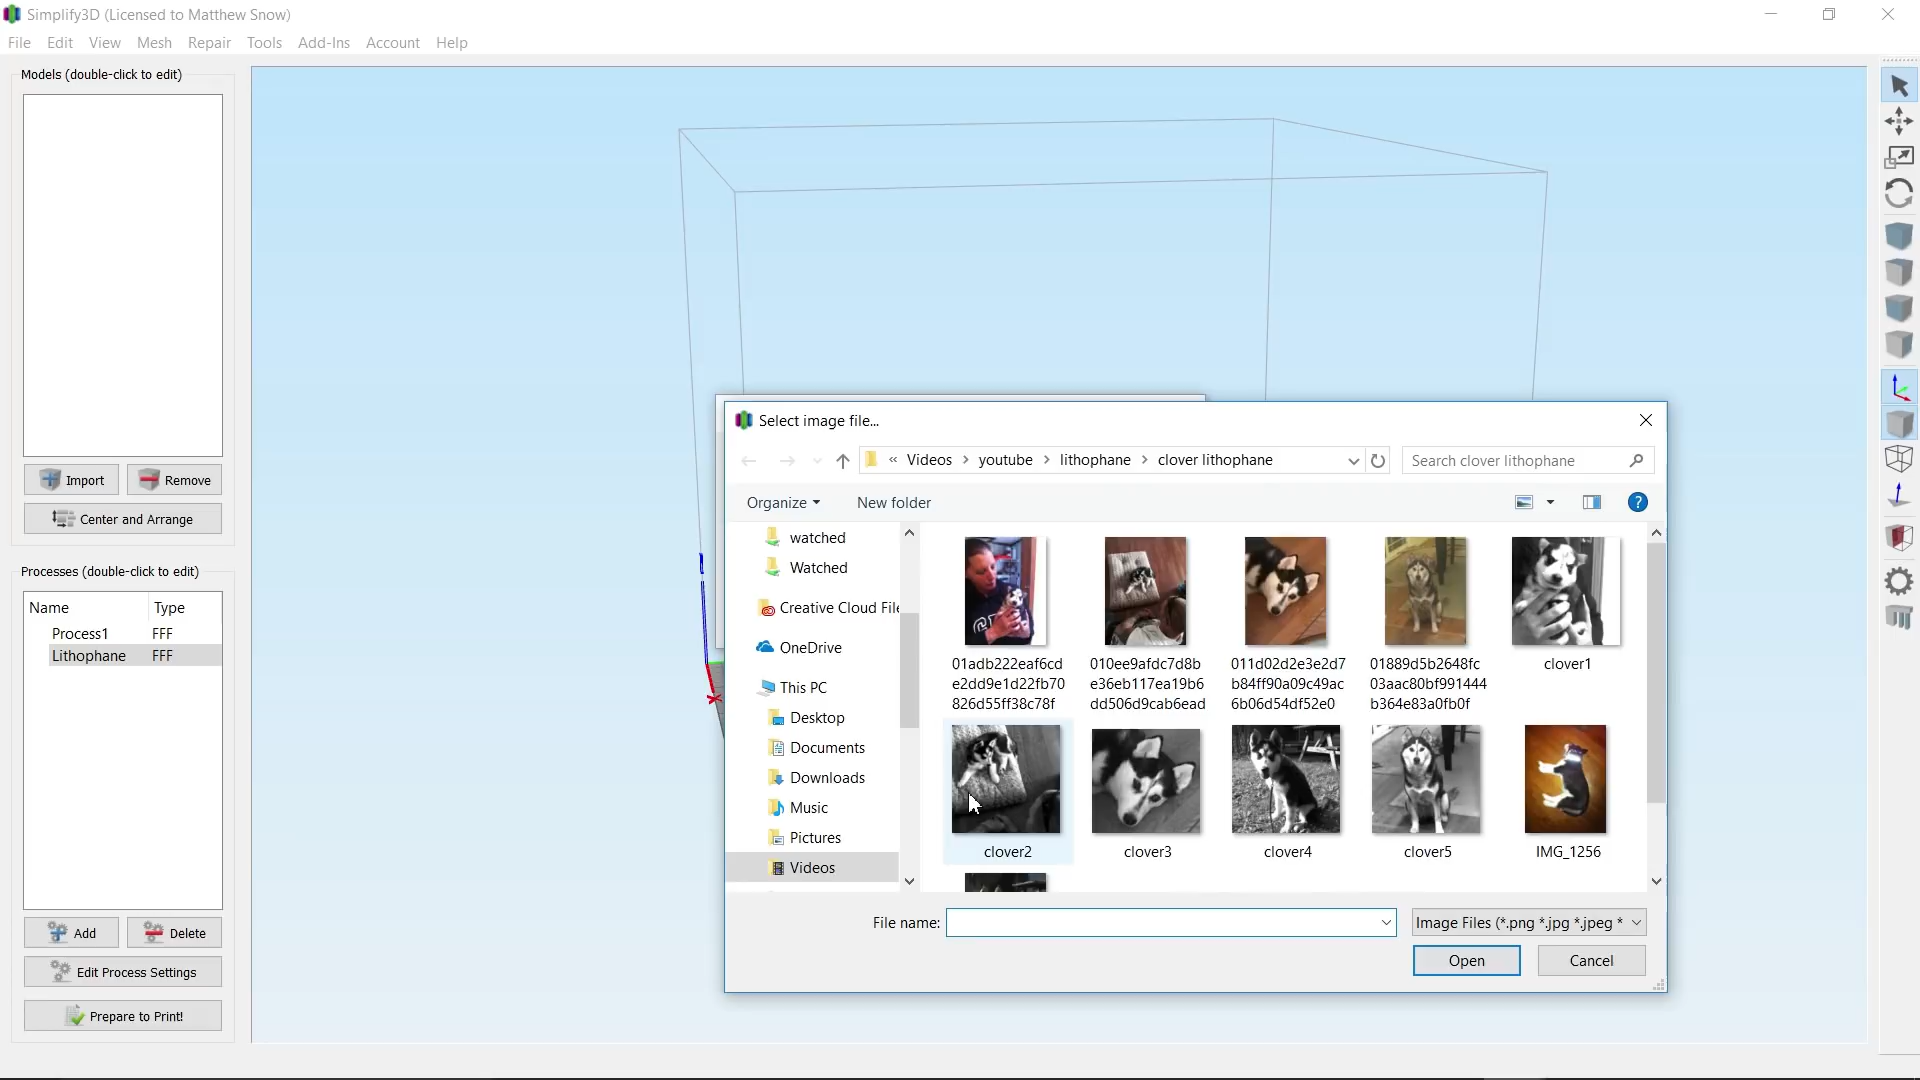 Simplify3D (Licensed to Matthew Snow)
File Edit View Mesh Repair Tools Add-Ins Account Help
Models (double-click to edit)
Import Remove
Center and Arrange
Processes (double-click to edit)
Name Type
Process1 FFF
Lithophane FFF
Add Delete
Edit Process Settings
Prepare to Print!
Select image file...
« Videos > youtube > lithophane > clover lithophane
Search clover lithophane
Organize New folder
?
watched
Watched
Creative Cloud File
OneDrive
This PC
Desktop
Documents
Downloads
Music
Pictures
Videos
01adb222eaf6cd
e2dd9e1d22fb70
826d55ff38c78f
010ee9afdc7d8b
e36eb117ea19b6
dd506d9cab6ead
011d02d2e3e2d7
b84ff90a09c49ac
6b06d54df52e0
01889d5b2648fc
03aac80bf991444
b364e83a0fb0f
clover1
clover2
clover3
clover4
clover5
IMG_1256
File name:
Image Files (*.png *.jpg *.jpeg *
Open Cancel